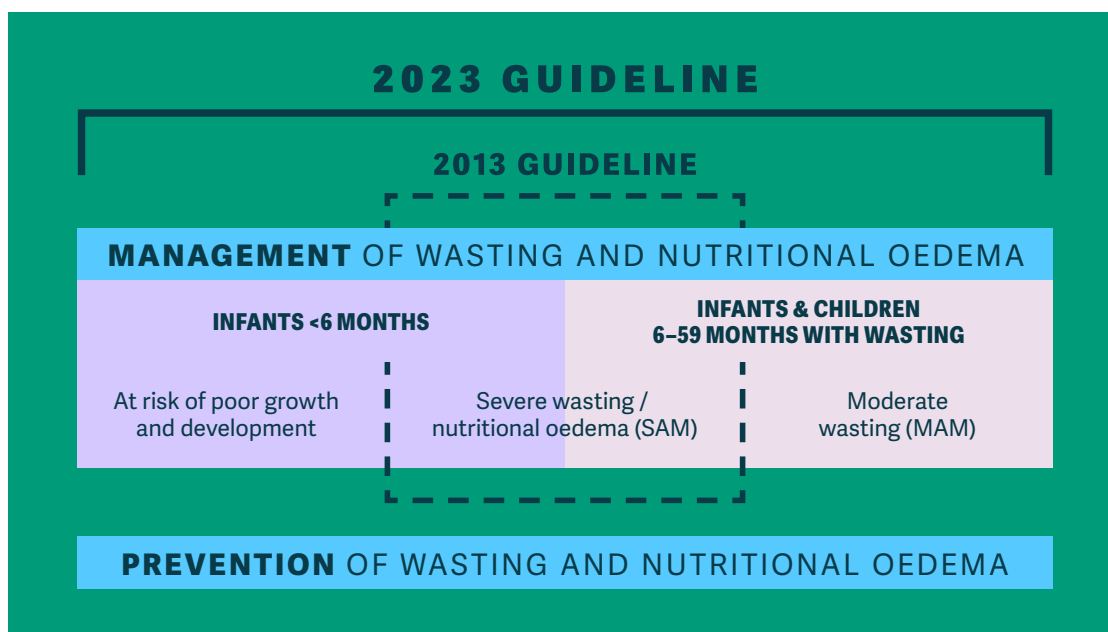 2023 GUIDELINE
2013 GUIDELINE
MANAGEMENT OF WASTING AND NUTRITIONAL OEDEMA
INFANTS <6 MONTHS
INFANTS & CHILDREN
6–59 MONTHS WITH WASTING
At risk of poor growth
and development
Severe wasting /
nutritional oedema (SAM)
Moderate
wasting (MAM)
PREVENTION OF WASTING AND NUTRITIONAL OEDEMA